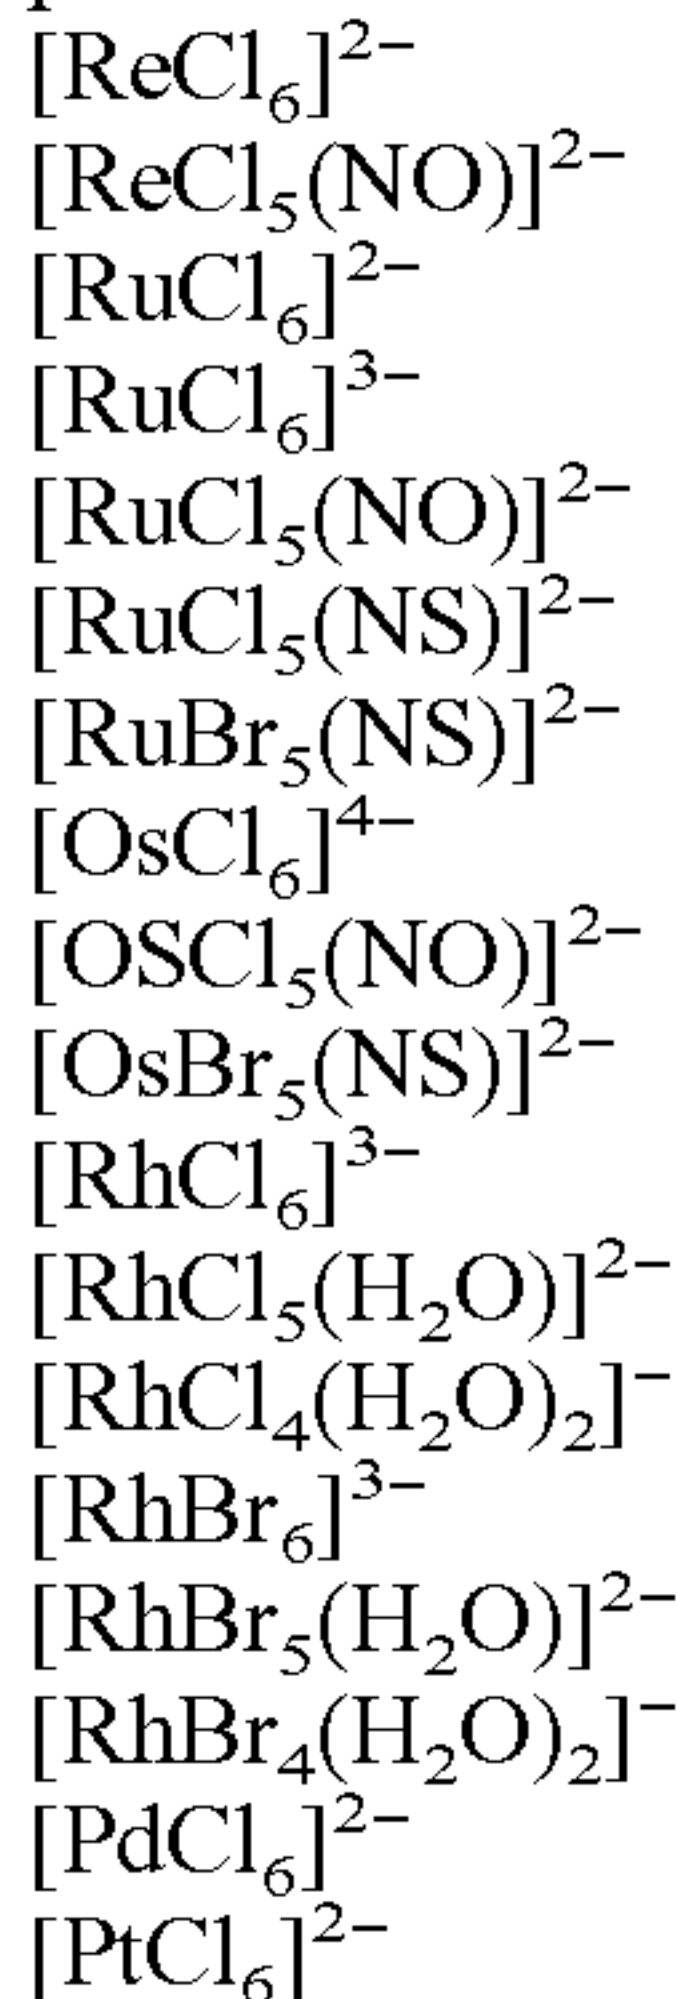 [ReCl₆]²⁻
[ReCl₅(NO)]²⁻
[RuCl₆]²⁻
[RuCl₆]³⁻
[RuCl₅(NO)]²⁻
[RuCl₅(NS)]²⁻
[RuBr₅(NS)]²⁻
[OsCl₆]⁴⁻
[OSCl₅(NO)]²⁻
[OsBr₅(NS)]²⁻
[RhCl₆]³⁻
[RhCl₅(H₂O)]²⁻
[RhCl₄(H₂O)₂]⁻
[RhBr₆]³⁻
[RhBr₅(H₂O)]²⁻
[RhBr₄(H₂O)₂]⁻
[PdCl₆]²⁻
[PtCl₆]²⁻